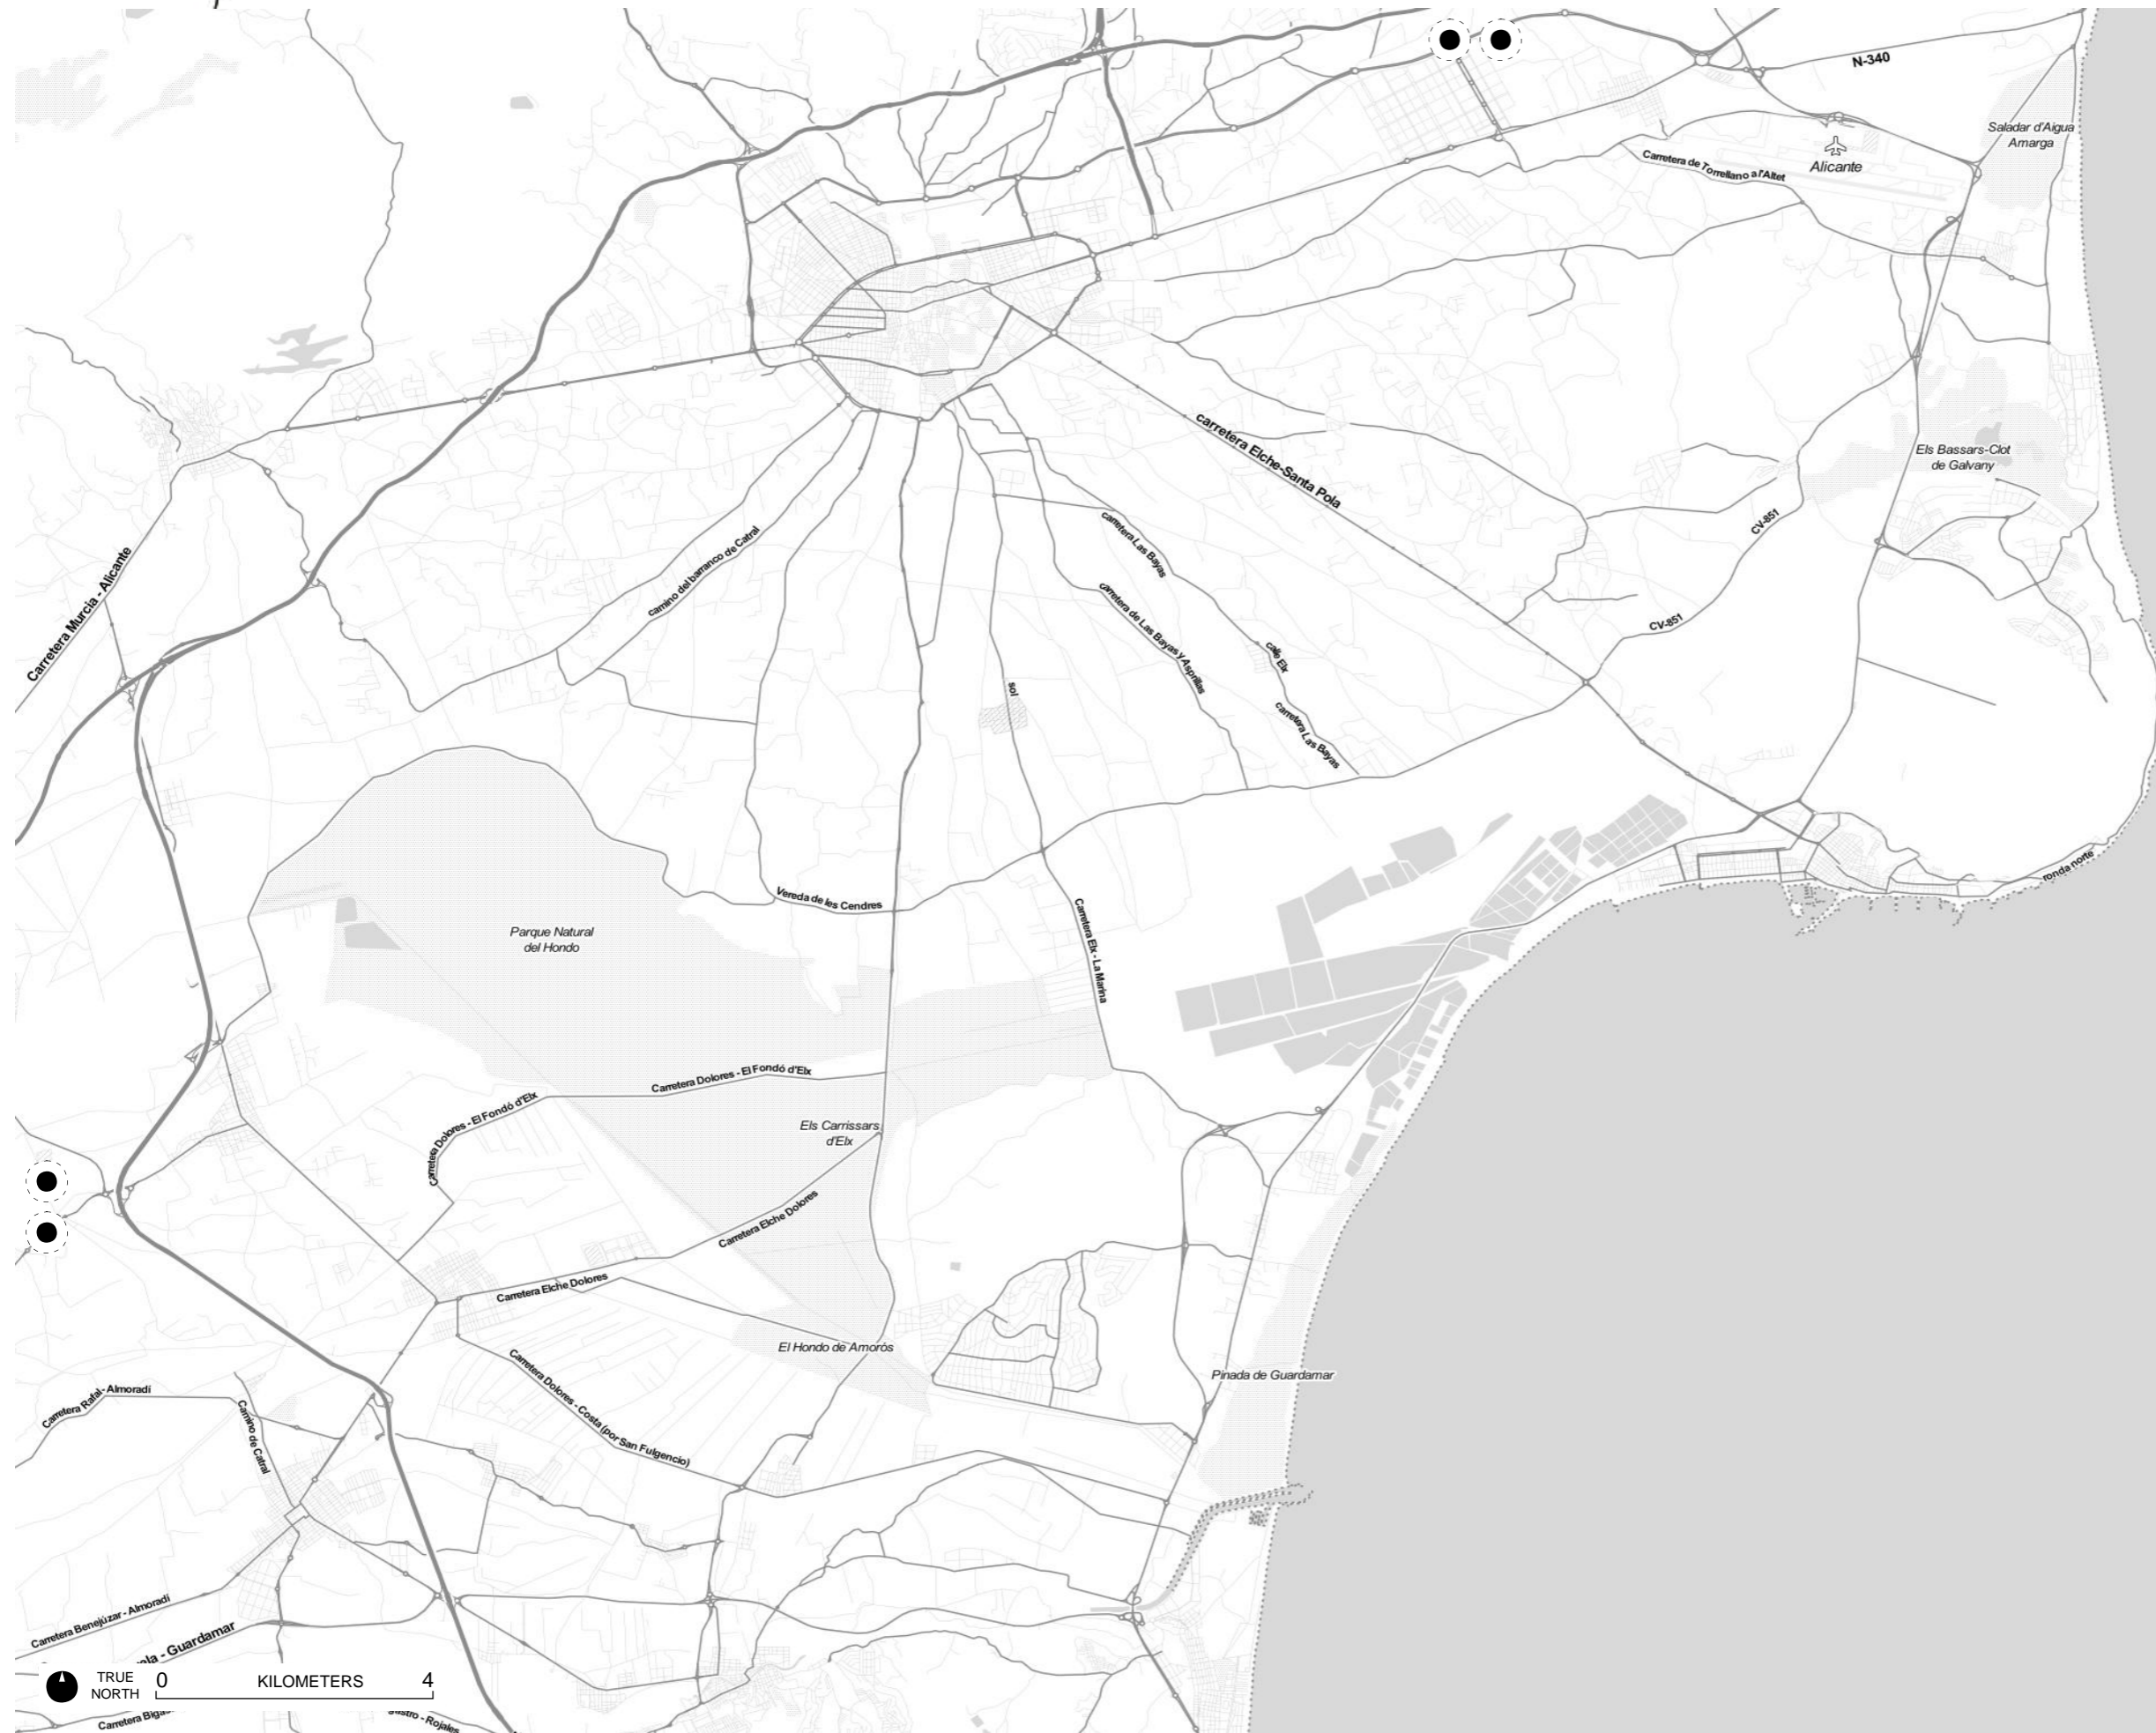 N-340
Saladar d'Aigua
Amarga
Carretera de Torrellano a l'Altet
Alicante
carretera Elche-Santa Pola
Els Bassars-Clot
de Galvany
CV-851
carretera Las Bayas
camino del barranco de Catral
Carretera Murcia - Alicante
carretera de Las Bayas y Asprillas
CV-851
calle Elx
sol
carretera Las Bayas
ronda norte
Vereda de les Cendres
Parque Natural
del Hondo
Carretera Elx - La Marina
Carretera Dolores - El Fondó d'Elx
Carretera Dolores - El Fondó d'Elx
Els Carrissars
d'Elx
Carretera Elche Dolores
Carretera Elche Dolores
El Hondo de Amorós
Pinada de Guardamar
Carretera Rafal- Almoradí
Camino de Catral
Carretera Dolores - Costa (por San Fulgencio)
Carretera Benejúzar - Almoradí
ala - Guardamar
TRUE
NORTH
0 KILOMETERS 4
Carretera Bigas
- Rojales